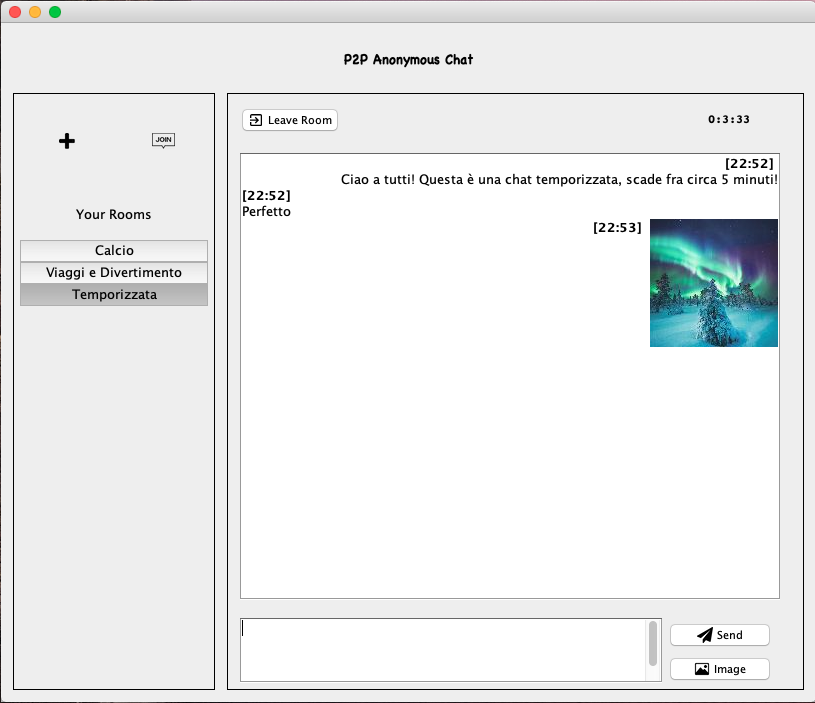 P2P Anonymous Chat
JOIN
Your Rooms
Calcio
Viaggi e Divertimento
Temporizzata
Leave Room
0:3:33
[22:52]
Ciao a tutti! Questa è una chat temporizzata, scade fra circa 5 minuti!
[22:52]
Perfetto
[22:53]
Send
Image